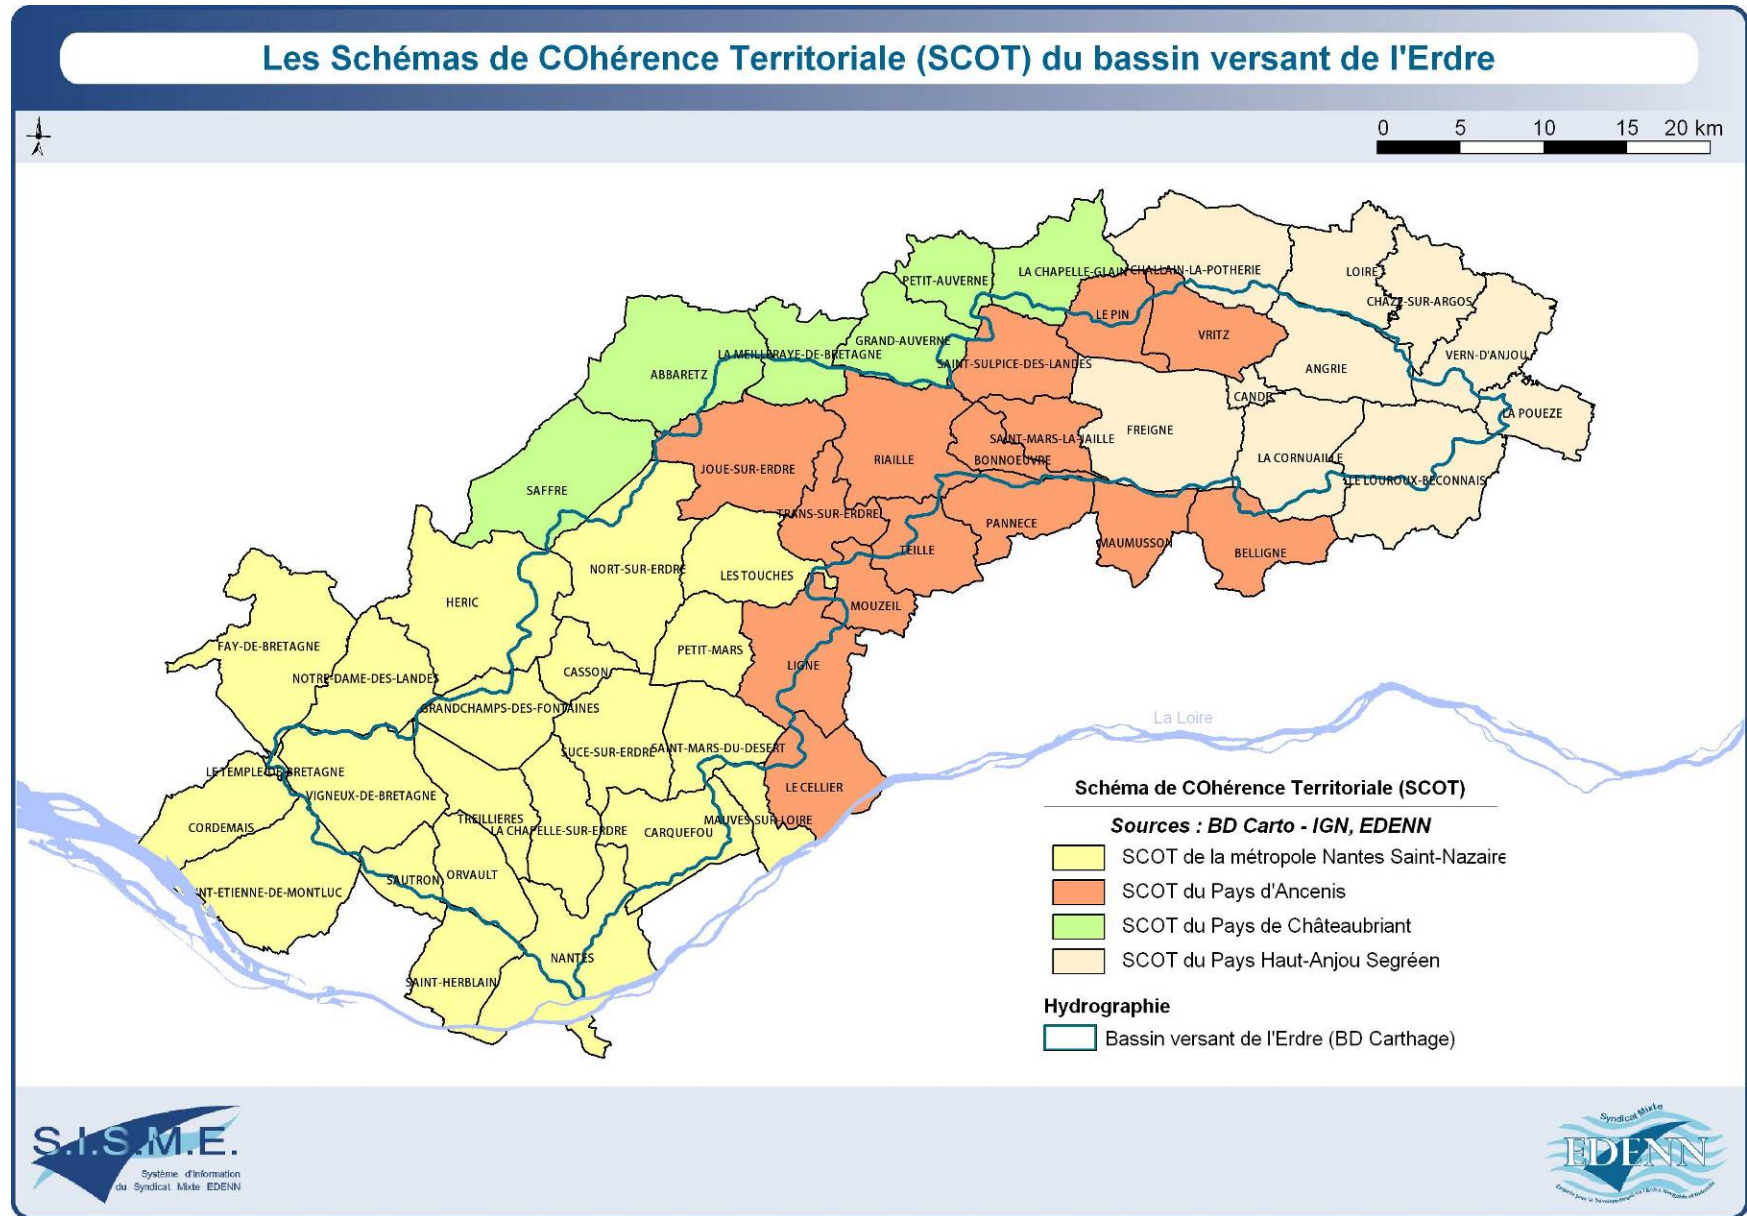 Les Schémas de COhérence Territoriale (SCOT) du bassin versant de l'Erdre
0 5 10 15 20 km
LA CHAPELLE-GLAIN
CHALLAIN-LA-POTHERIE
LOIRE
PETIT-AUVERNE
CHAZE-SUR-ARGOS
LE PIN
VRITZ
GRAND-AUVERNE
LA MEILLERAYE-DE-BRETAGNE
VERN-D'ANJOU
SAINT-SULPICE-DES-LANDES
ANGRIE
ABBARETZ
CANDE
LA POUEZE
FREIGNE
SAINT-MARS-LA-JAILLE
BONNOEUVRE
RIAILLE
LA CORNUAILLE
JOUE-SUR-ERDRE
LE LOUROUX-BECONNAIS
SAFFRE
TRANS-SUR-ERDRE
PANNECE
MAUMUSSON
TEILLE
BELLIGNE
NORT-SUR-ERDRE
LES TOUCHES
HERIC
MOUZEIL
FAY-DE-BRETAGNE
PETIT-MARS
LIGNE
CASSON
NOTRE-DAME-DES-LANDES
GRANDCHAMPS-DES-FONTAINES
La Loire
SUCE-SUR-ERDRE
SAINT-MARS-DU-DESERT
LE TEMPLE-DE-BRETAGNE
LE CELLIER
VIGNEUX-DE-BRETAGNE
TREILLIERES
MAUVES-SUR-LOIRE
CORDEMAIS
LA CHAPELLE-SUR-ERDRE
CARQUEFOU
ORVAULT
SAUTRON
NT-ETIENNE-DE-MONTLUC
NANTES
SAINT-HERBLAIN
Schéma de COhérence Territoriale (SCOT)
Sources : BD Carto - IGN, EDENN
SCOT de la métropole Nantes Saint-Nazaire
SCOT du Pays d'Ancenis
SCOT du Pays de Châteaubriant
SCOT du Pays Haut-Anjou Segréen
Hydrographie
Bassin versant de l'Erdre (BD Carthage)
S.I.S.M.E.
Système d'Information
du Syndicat Mixte EDENN
Syndicat Mixte
EDENN